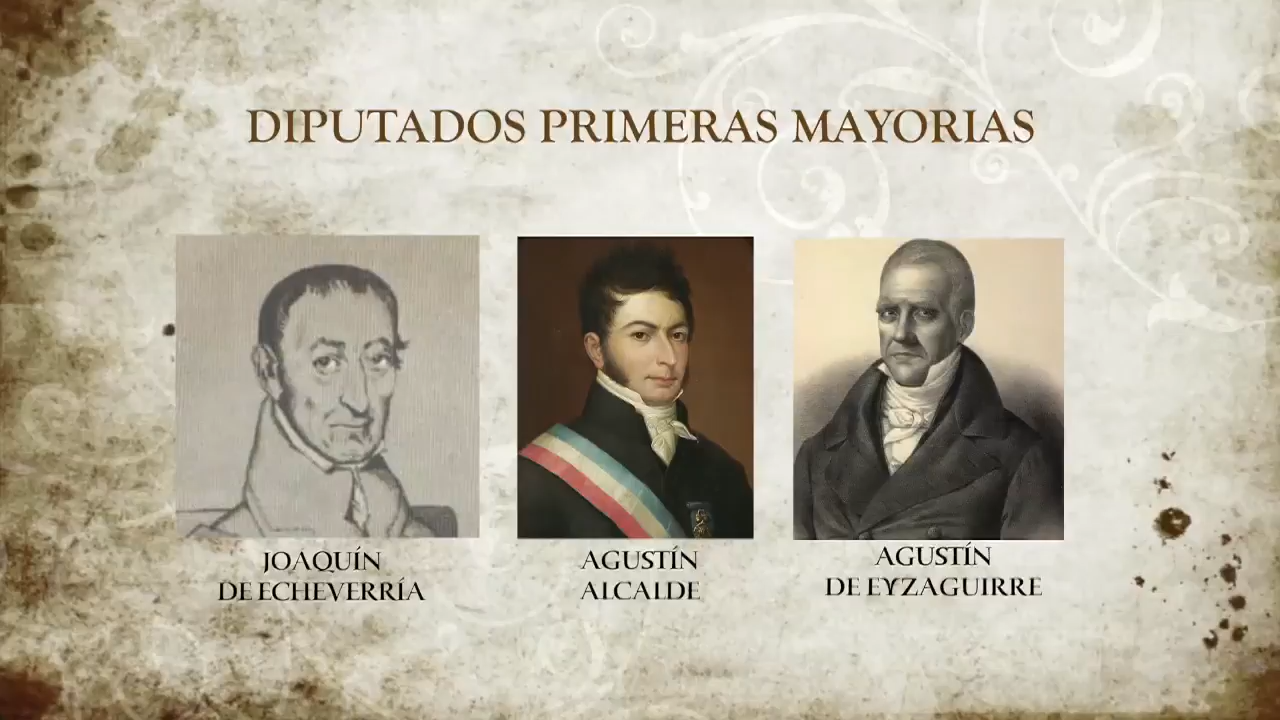 DIPUTADOS PRIMERAS MAYORIAS
JOAQUÍN
DE ECHEVERRÍA
AGUSTÍN
ALCALDE
AGUSTÍN
DE EYZAGUIRRE